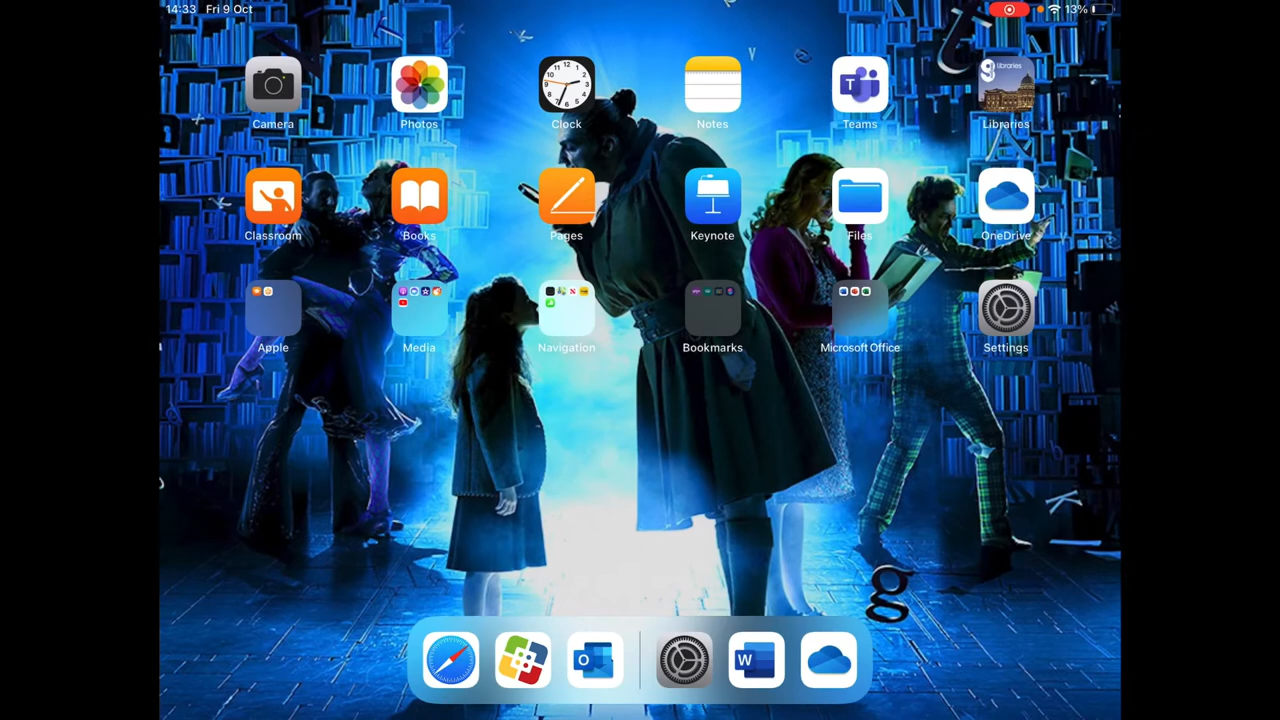 14:33 Fri 9 Oct 13%
Camera Photos Clock Notes Teams Libraries
Classroom Books Pages Keynote Files OneDrive
Apple Media Navigation Bookmarks Microsoft Office Settings